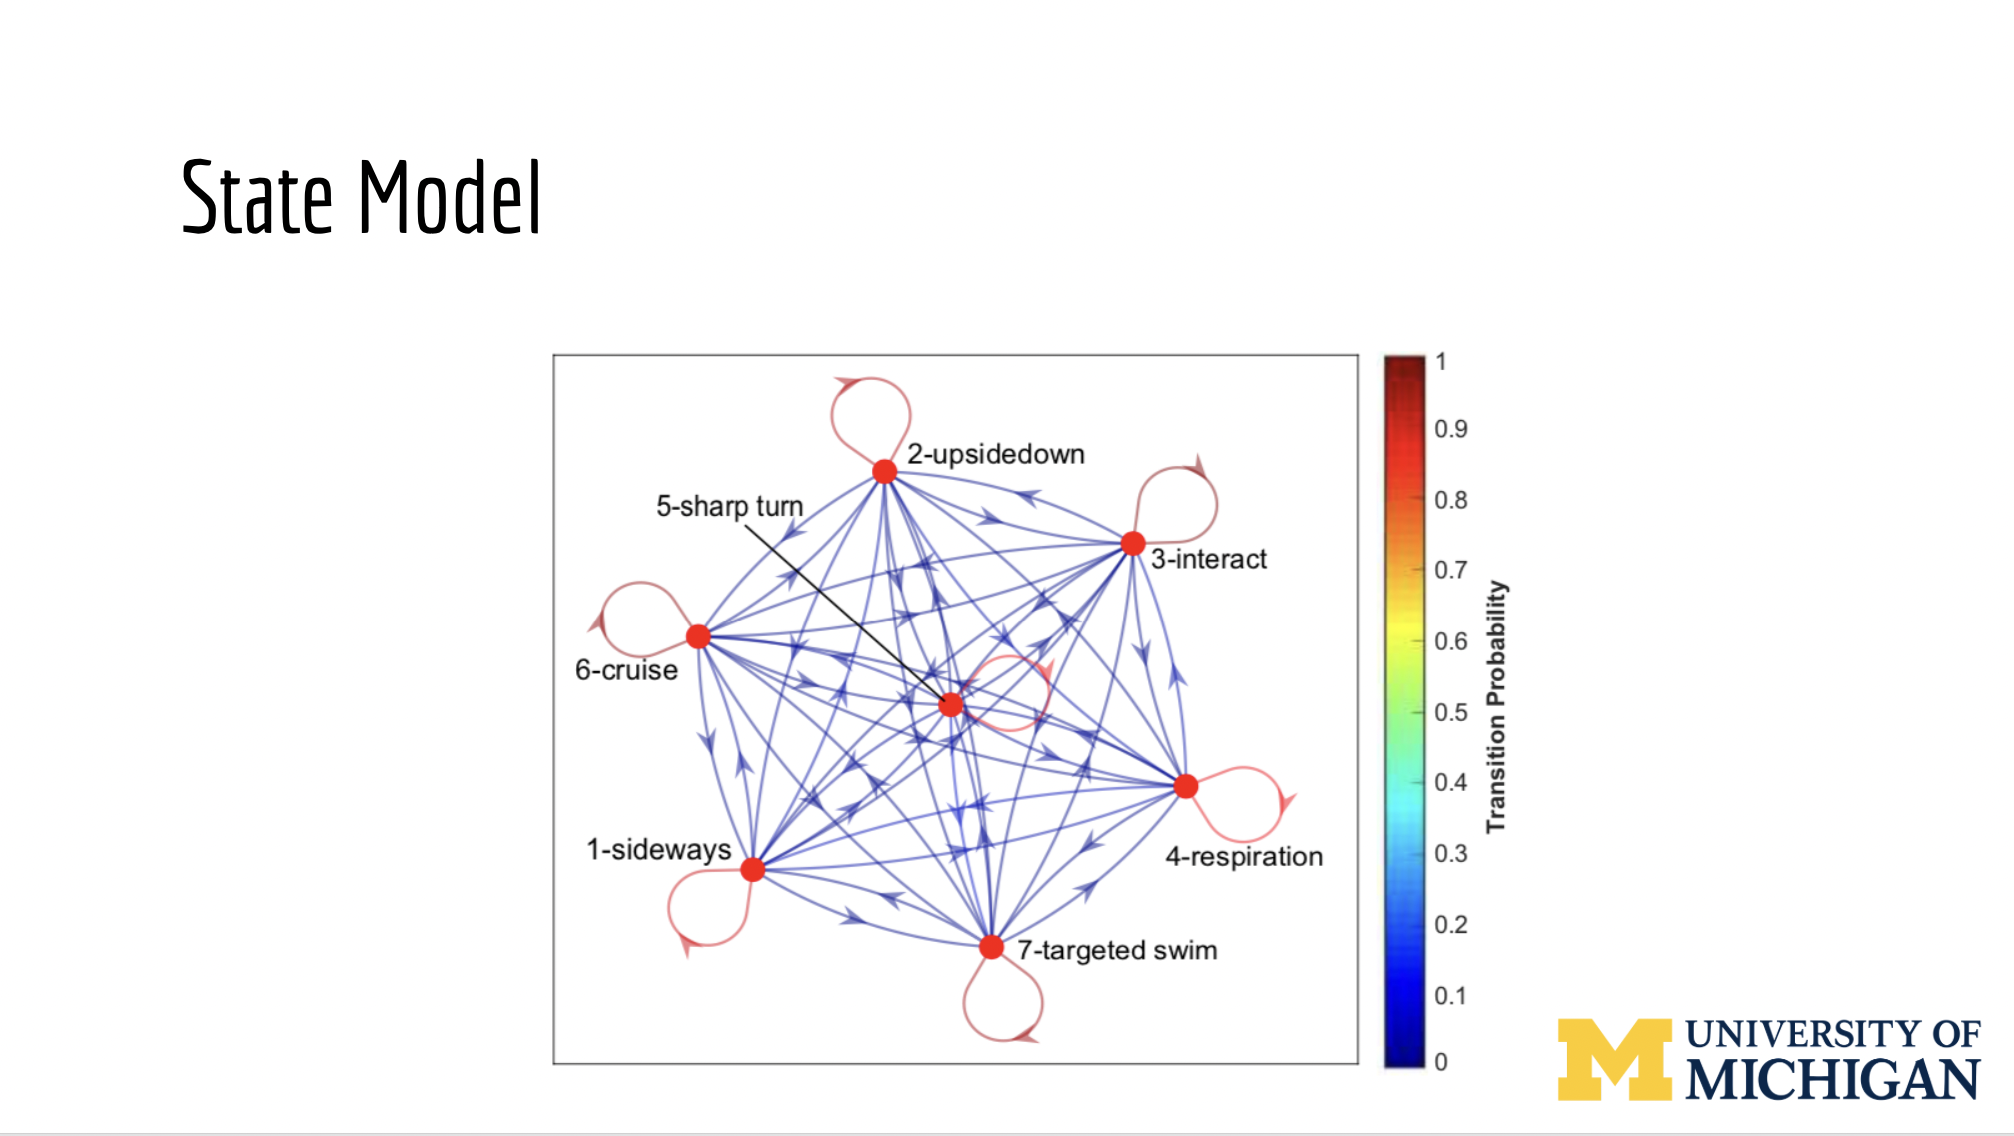 State Model
2-upsidedown
5-sharp turn
3-interact
6-cruise
1-sideways
4-respiration
7-targeted swim
1
0.9
0.8
0.7
0.6
0.5
0.4
0.3
0.2
0.1
0
Transition Probability
M UNIVERSITY OF
MICHIGAN